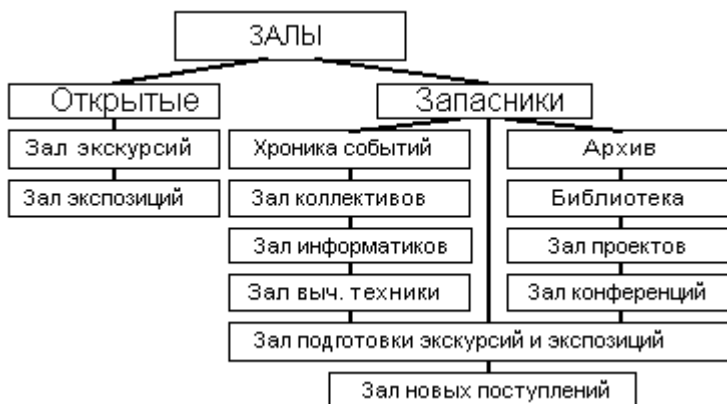 ЗАЛЫ
Открытые
Запасники
Зал экскурсий
Хроника событий
Архив
Зал экспозиций
Зал коллективов
Библиотека
Зал информатиков
Зал проектов
Зал выч. техники
Зал конференций
Зал подготовки экскурсий и экспозиций
Зал новых поступлений